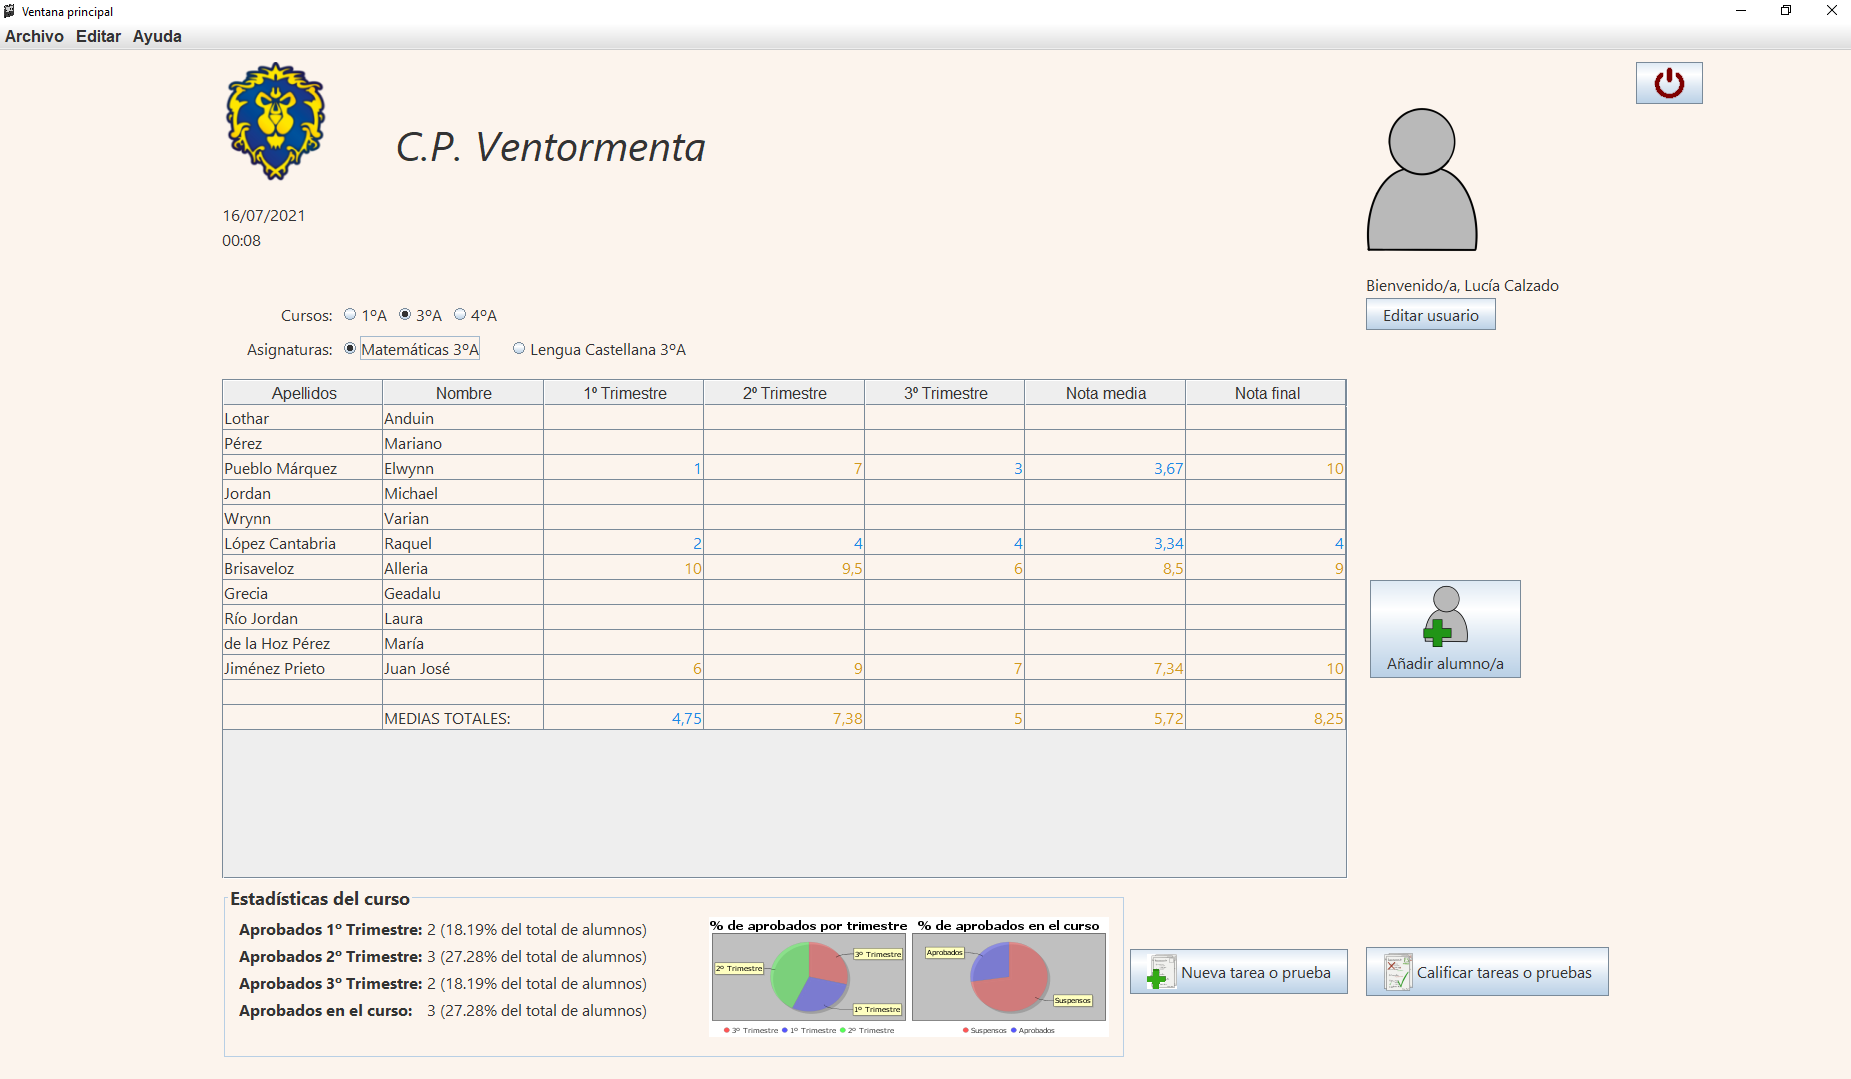 Ventana principal
Archivo Editar Ayuda
C.P. Ventormenta
16/07/2021
00:08
Bienvenido/a, Lucía Calzado
Editar usuario
Cursos: 1ºA 3ºA 4ºA
Asignaturas: Matemáticas 3ºA Lengua Castellana 3ºA
Apellidos Nombre 1º Trimestre 2º Trimestre 3º Trimestre Nota media Nota final
Lothar Anduin
Pérez Mariano
Pueblo Márquez Elwynn 1 7 3 3,67 10
Jordan Michael
Wrynn Varian
López Cantabria Raquel 2 4 4 3,34 4
Brisaveloz Alleria 10 9,5 6 8,5 9
Grecia Geadalu
Río Jordan Laura
de la Hoz Pérez María
Jiménez Prieto Juan José 6 9 7 7,34 10
MEDIAS TOTALES: 4,75 7,38 5 5,72 8,25
Añadir alumno/a
Estadísticas del curso
Aprobados 1º Trimestre: 2 (18.19% del total de alumnos)
Aprobados 2º Trimestre: 3 (27.28% del total de alumnos)
Aprobados 3º Trimestre: 2 (18.19% del total de alumnos)
Aprobados en el curso: 3 (27.28% del total de alumnos)
% de aprobados por trimestre
3º Trimestre
2º Trimestre
1º Trimestre
3º Trimestre 1º Trimestre 2º Trimestre
% de aprobados en el curso
Aprobados
Suspensos
Suspensos Aprobados
Nueva tarea o prueba
Calificar tareas o pruebas